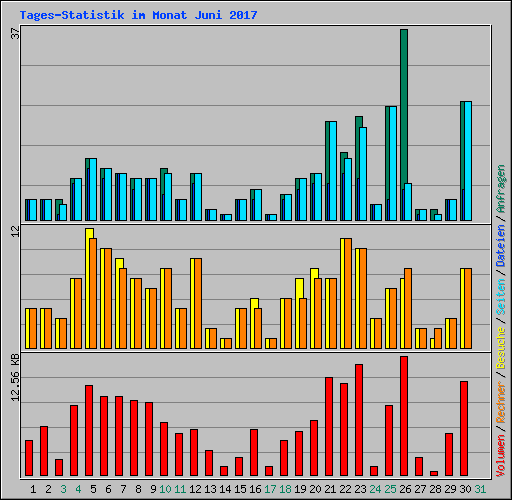 Tages-Statistik im Monat Juni 2017
37
12
12.56 KB
Volumen / Rechner / Besuche / Seiten / Dateien / Anfragen
1 2 3 4 5 6 7 8 9 10 11 12 13 14 15 16 17 18 19 20 21 22 23 24 25 26 27 28 29 30 31